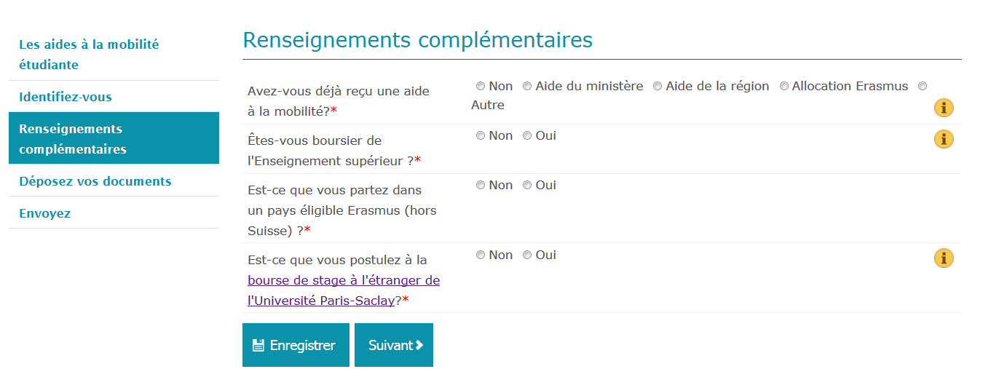 Les aides à la mobilité
étudiante
Identifiez-vous
Renseignements
complémentaires
Déposez vos documents
Envoyez
Renseignements complémentaires
Avez-vous déjà reçu une aide
à la mobilité?*
Non Aide du ministère Aide de la région Allocation Erasmus
Autre
Êtes-vous boursier de
l'Enseignement supérieur ?*
Non Oui
Est-ce que vous partez dans
un pays éligible Erasmus (hors
Suisse) ?*
Non Oui
Est-ce que vous postulez à la
bourse de stage à l'étranger de
l'Université Paris-Saclay?*
Non Oui
Enregistrer Suivant